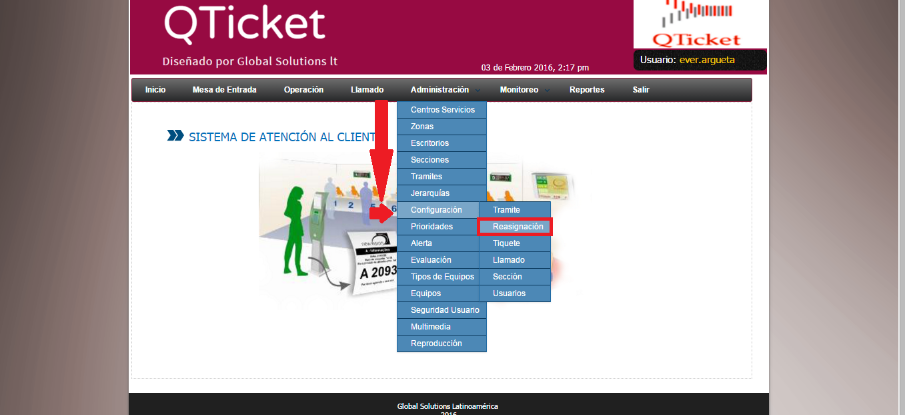 QTicket
Diseñado por Global Solutions lt
QTicket
03 de Febrero 2016, 2:17 pm
Usuario: ever.argueta
Inicio
Mesa de Entrada
Operación
Llamado
Administración
Monitoreo
Reportes
Salir
SISTEMA DE ATENCIÓN AL CLIENT
Centros Servicios
Zonas
Escritorios
Secciones
Tramites
Jerarquías
Configuración
Prioridades
Alerta
Evaluación
Tipos de Equipos
Equipos
Seguridad Usuario
Multimedia
Reproducción
Tramite
Reasignación
Tiquete
Llamado
Sección
Usuarios
1 2 5 6
A 2093
Global Solutions Latinoamérica
2016